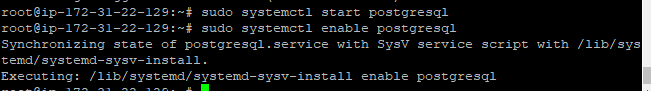 root@ip-172-31-22-129:~# sudo systemctl start postgresql
root@ip-172-31-22-129:~# sudo systemctl enable postgresql
Synchronizing state of postgresql.service with SysV service script with /lib/sys
temd/systemd-sysv-install.
Executing: /lib/systemd/systemd-sysv-install enable postgresql
root@ip-172-31-22-129:~#